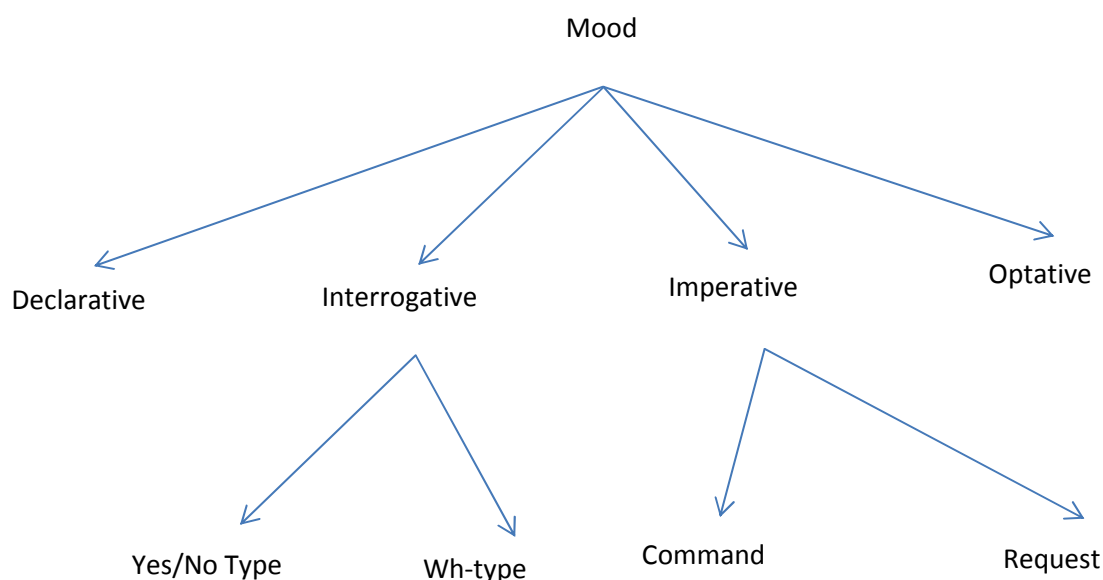 Mood
Declarative
Interrogative
Imperative
Optative
Yes/No Type
Wh-type
Command
Request